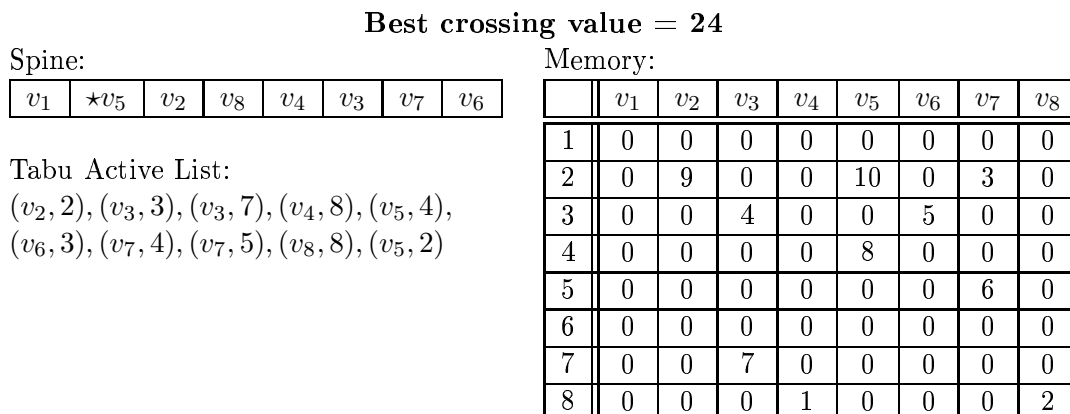 Best crossing value = 24
Spine:
v₁ ⋆v₅ v₂ v₈ v₄ v₃ v₇ v₆
Tabu Active List:
(v₂, 2), (v₃, 3), (v₃, 7), (v₄, 8), (v₅, 4),
(v₆, 3), (v₇, 4), (v₇, 5), (v₈, 8), (v₅, 2)
Memory:
v₁ v₂ v₃ v₄ v₅ v₆ v₇ v₈
1 0 0 0 0 0 0 0 0
2 0 9 0 0 10 0 3 0
3 0 0 4 0 0 5 0 0
4 0 0 0 0 8 0 0 0
5 0 0 0 0 0 0 6 0
6 0 0 0 0 0 0 0 0
7 0 0 7 0 0 0 0 0
8 0 0 0 1 0 0 0 2